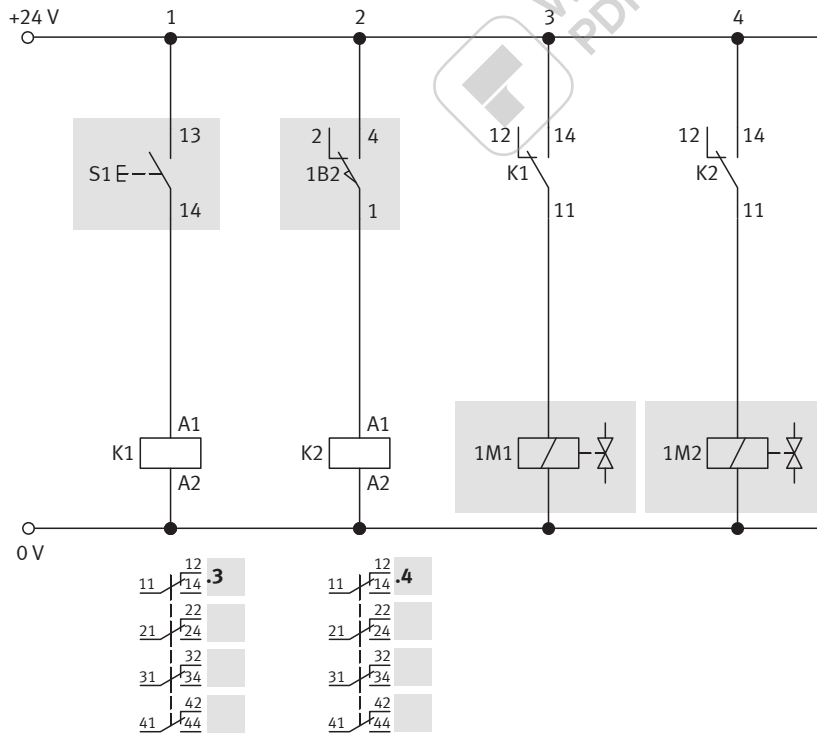 +24 V 1 2 3 4
13 2 4 12 14 12 14
S1 1B2 K1 K2
14 1 11 11
A1 A1
K1 K2 1M1 1M2
A2 A2
0 V
12 .3 12 .4
11 14 11 14
22 22
21 24 21 24
32 32
31 34 31 34
42 42
41 44 41 44